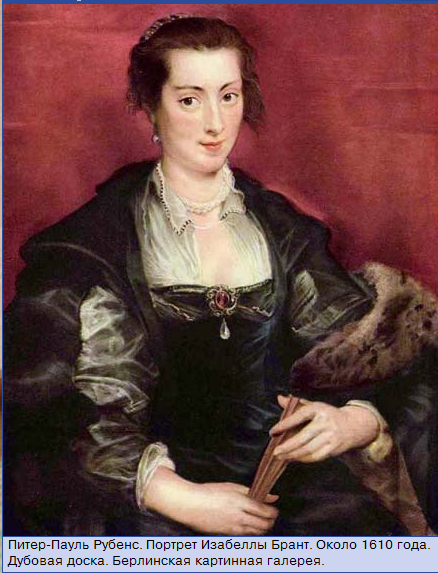 Питер-Пауль Рубенс. Портрет Изабеллы Брант. Около 1610 года.
Дубовая доска. Берлинская картинная галерея.